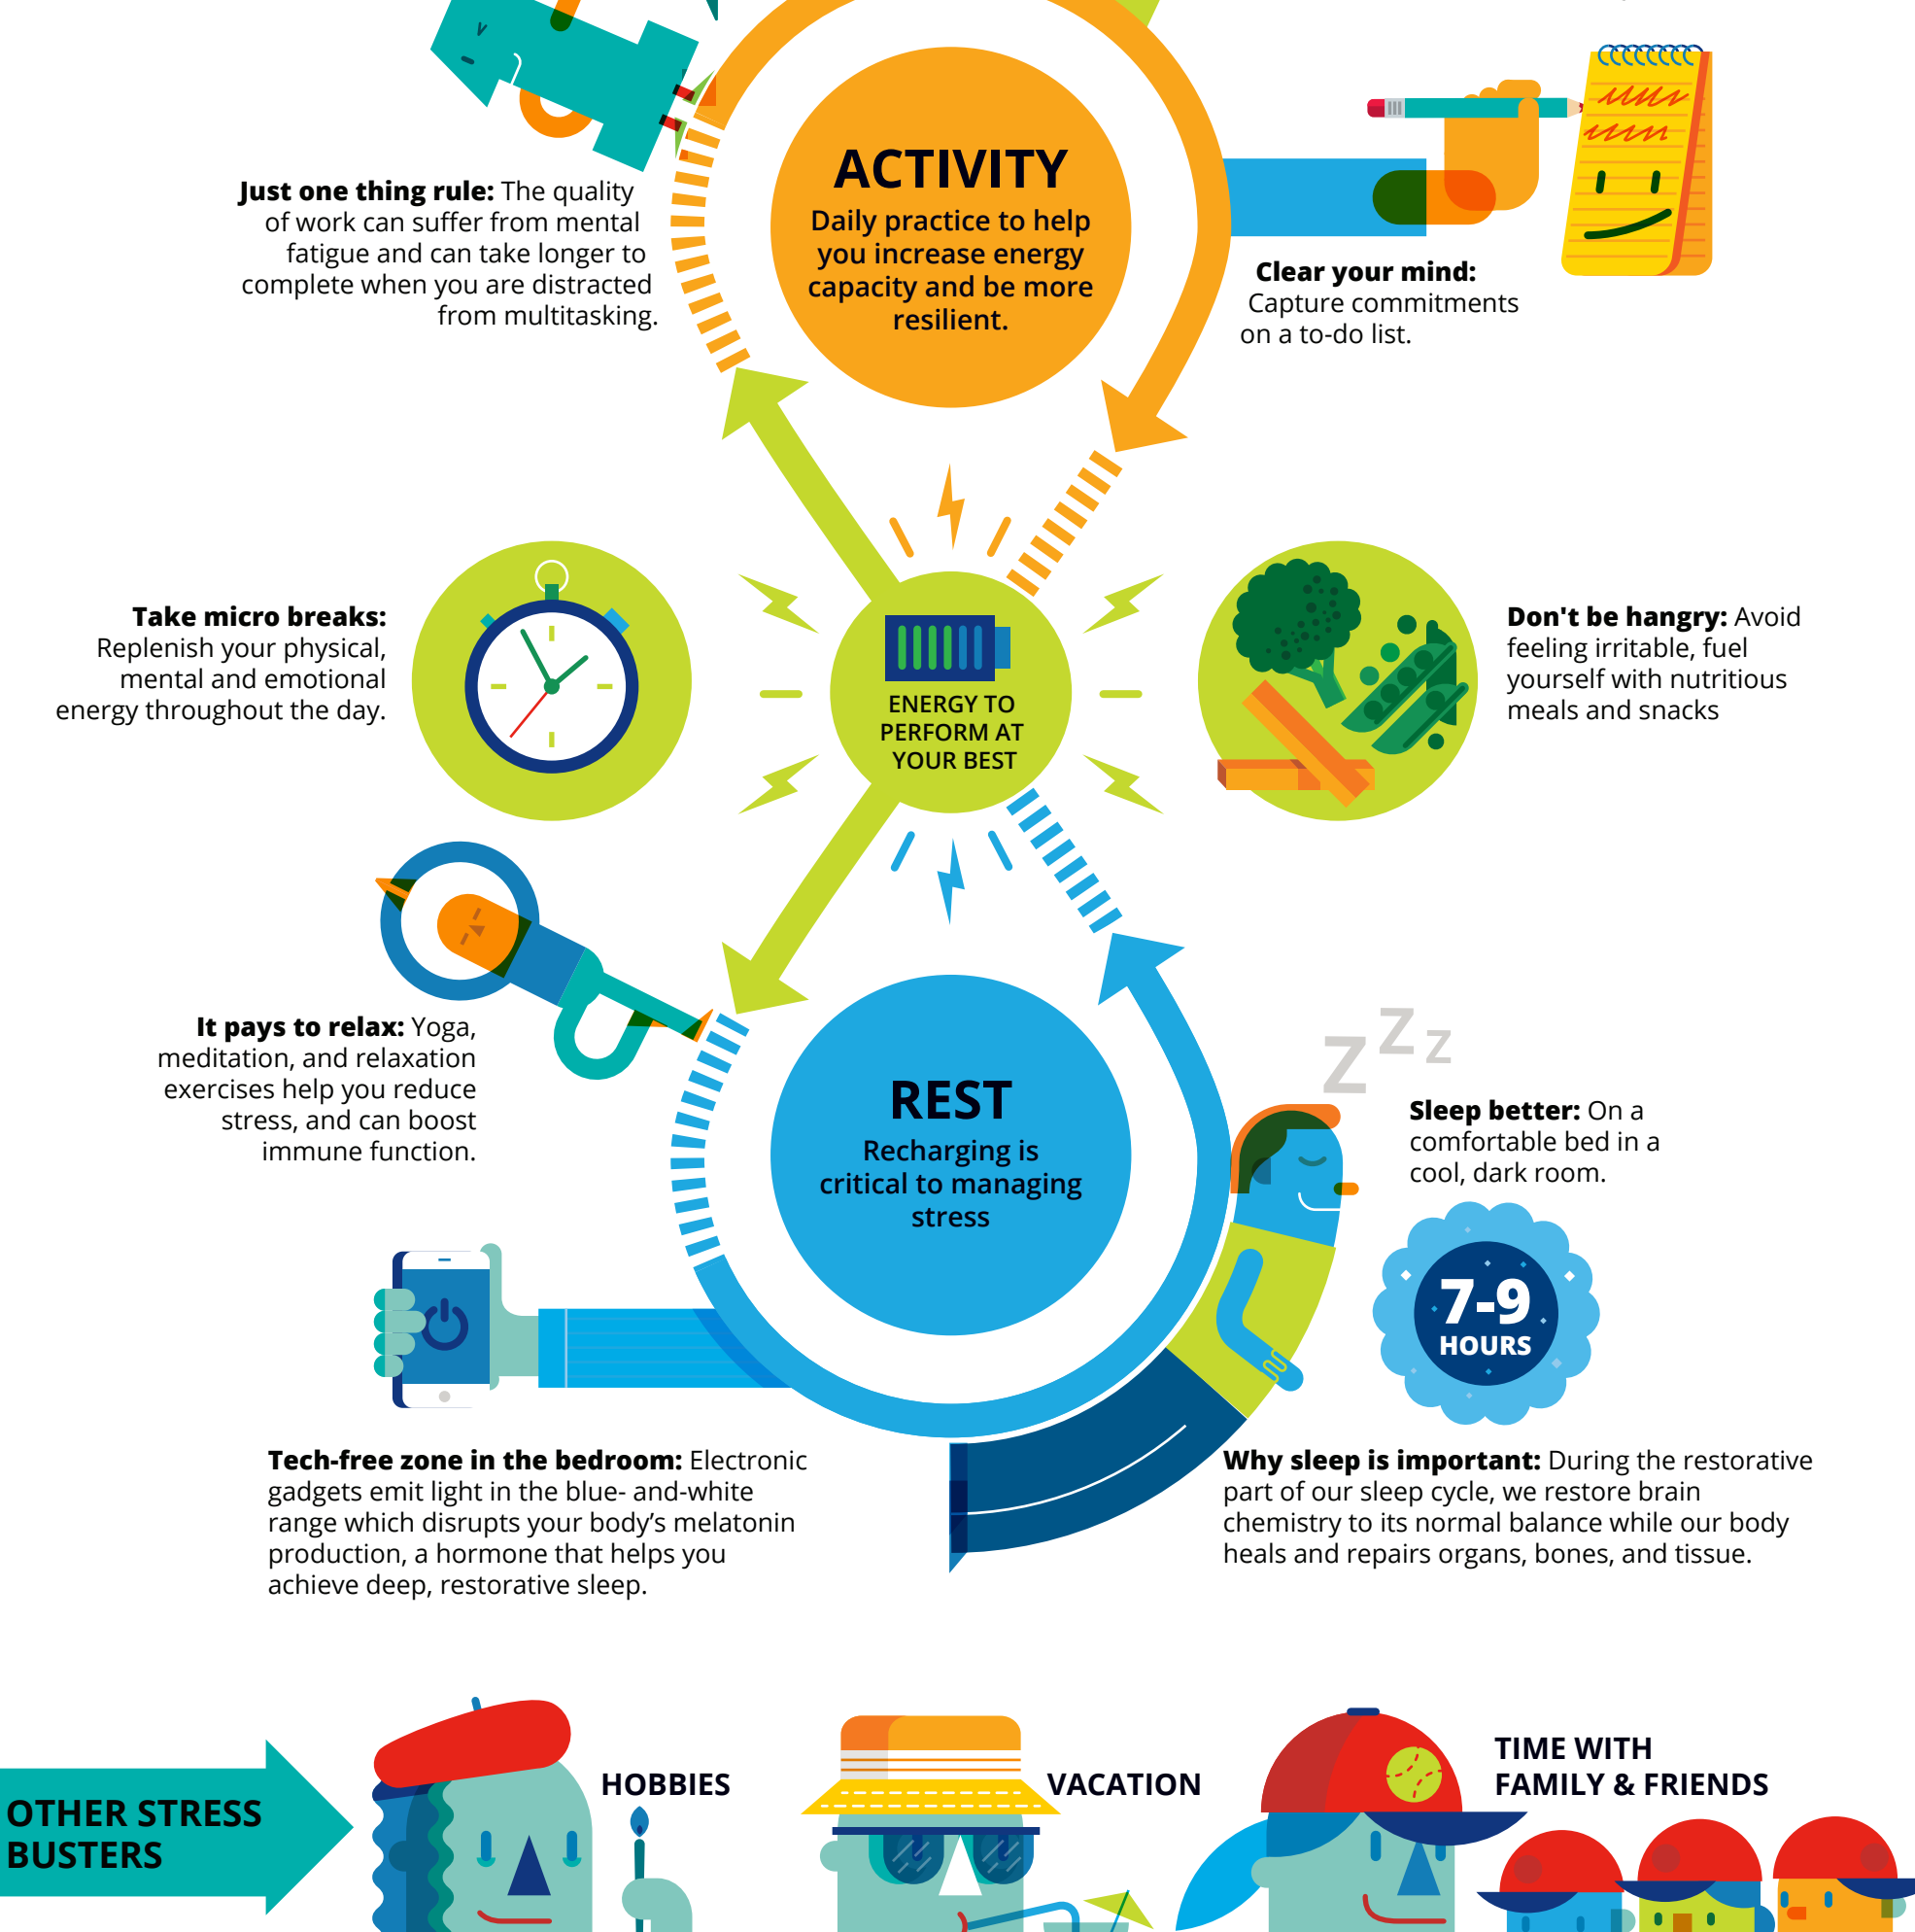 ACTIVITY
Daily practice to help
you increase energy
capacity and be more
resilient.
Just one thing rule: The quality
of work can suffer from mental
fatigue and can take longer to
complete when you are distracted
from multitasking.
Clear your mind:
Capture commitments
on a to-do list.
Take micro breaks:
Replenish your physical,
mental and emotional
energy throughout the day.
ENERGY TO
PERFORM AT
YOUR BEST
Don't be hangry: Avoid
feeling irritable, fuel
yourself with nutritious
meals and snacks
It pays to relax: Yoga,
meditation, and relaxation
exercises help you reduce
stress, and can boost
immune function.
REST
Recharging is
critical to managing
stress
Z Z Z
Sleep better: On a
comfortable bed in a
cool, dark room.
7-9
HOURS
Tech-free zone in the bedroom: Electronic
gadgets emit light in the blue- and-white
range which disrupts your body’s melatonin
production, a hormone that helps you
achieve deep, restorative sleep.
Why sleep is important: During the restorative
part of our sleep cycle, we restore brain
chemistry to its normal balance while our body
heals and repairs organs, bones, and tissue.
OTHER STRESS
BUSTERS
HOBBIES
VACATION
TIME WITH
FAMILY & FRIENDS